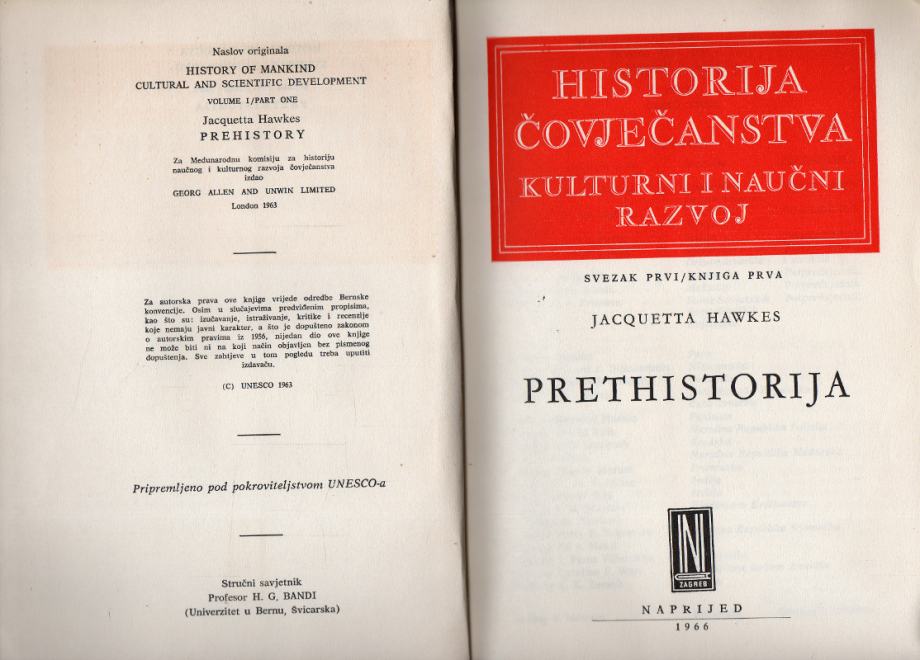 Naslov originala
HISTORY OF MANKIND
CULTURAL AND SCIENTIFIC DEVELOPMENT
VOLUME I/PART ONE
Jacquetta Hawkes
PREHISTORY
Za Međunarodnu komisiju za historiju
naučnog i kulturnog razvoja čovječanstva
izdao
GEORG ALLEN AND UNWIN LIMITED
London 1963
Za autorska prava ove knjige vrijede odredbe Bernske
konvencije. Osim u slučajevima predviđenim propisima,
kao što su: izučavanje, istraživanje, kritike i recenzije
koje nemaju javni karakter, a što je dopušteno zakonom
o autorskim pravima iz 1956, nijedan dio ove knjige
ne može biti ni na koji način objavljen bez pismenog
dopuštenja. Sve zahtjeve u tom pogledu treba uputiti
izdavaču.
(C) UNESCO 1963
Pripremljeno pod pokroviteljstvom UNESCO-a
Stručni savjetnik
Profesor H. G. BANDI
(Univerzitet u Bernu, Švicarska)
HISTORIJA
ČOVJEČANSTVA
KULTURNI I NAUČNI
RAZVOJ
SVEZAK PRVI/KNJIGA PRVA
JACQUETTA HAWKES
PRETHISTORIJA
ZAGREB
NAPRIJED
1966